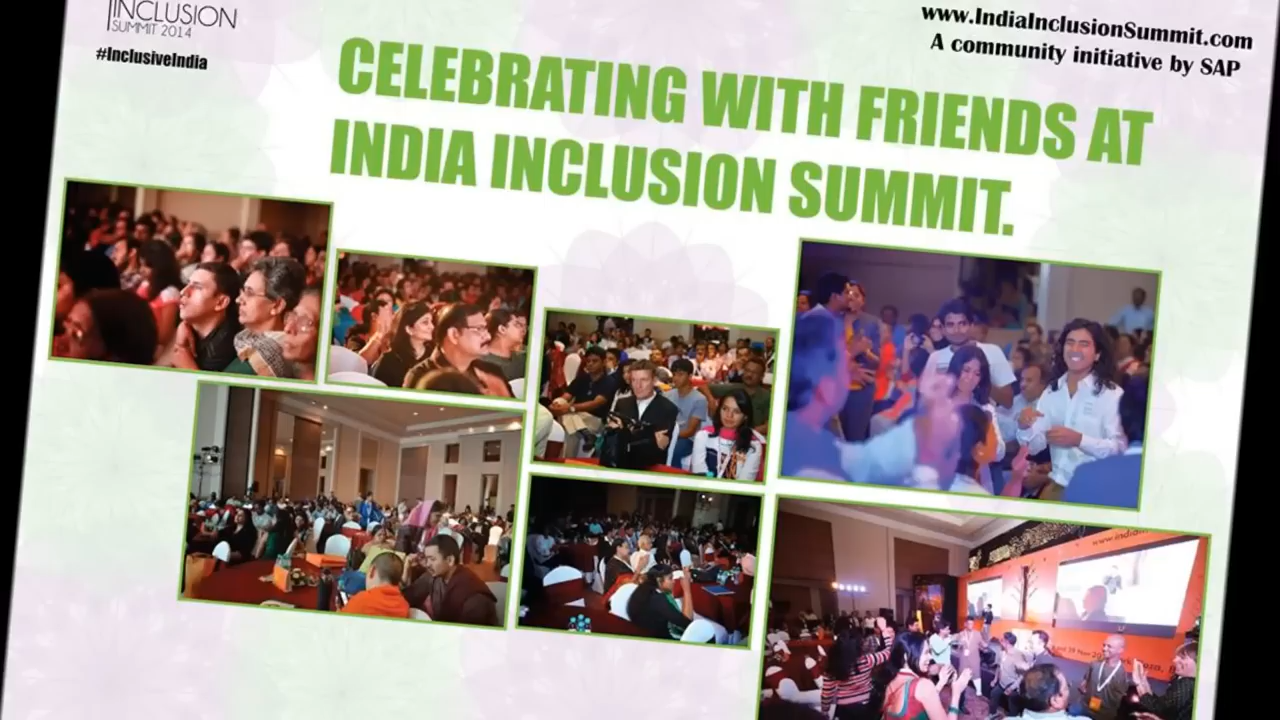 INCLUSION
SUMMIT 2014
#InclusiveIndia
www.IndiaInclusionSummit.com
A community initiative by SAP
CELEBRATING WITH FRIENDS AT
INDIA INCLUSION SUMMIT.